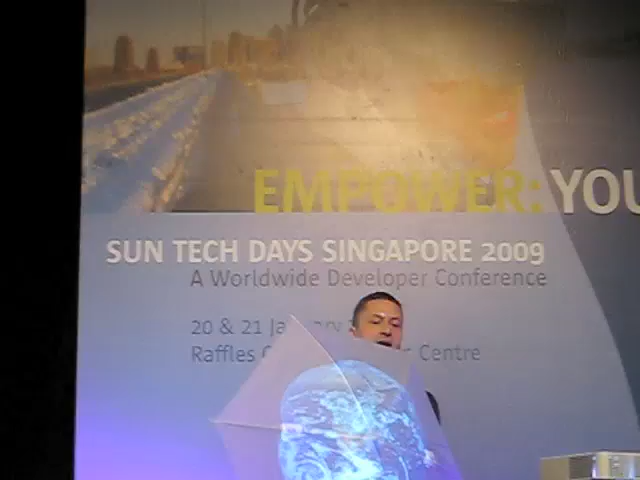 EMPOWER: YOU
SUN TECH DAYS SINGAPORE 2009
A Worldwide Developer Conference
20 & 21
Raffles Centre